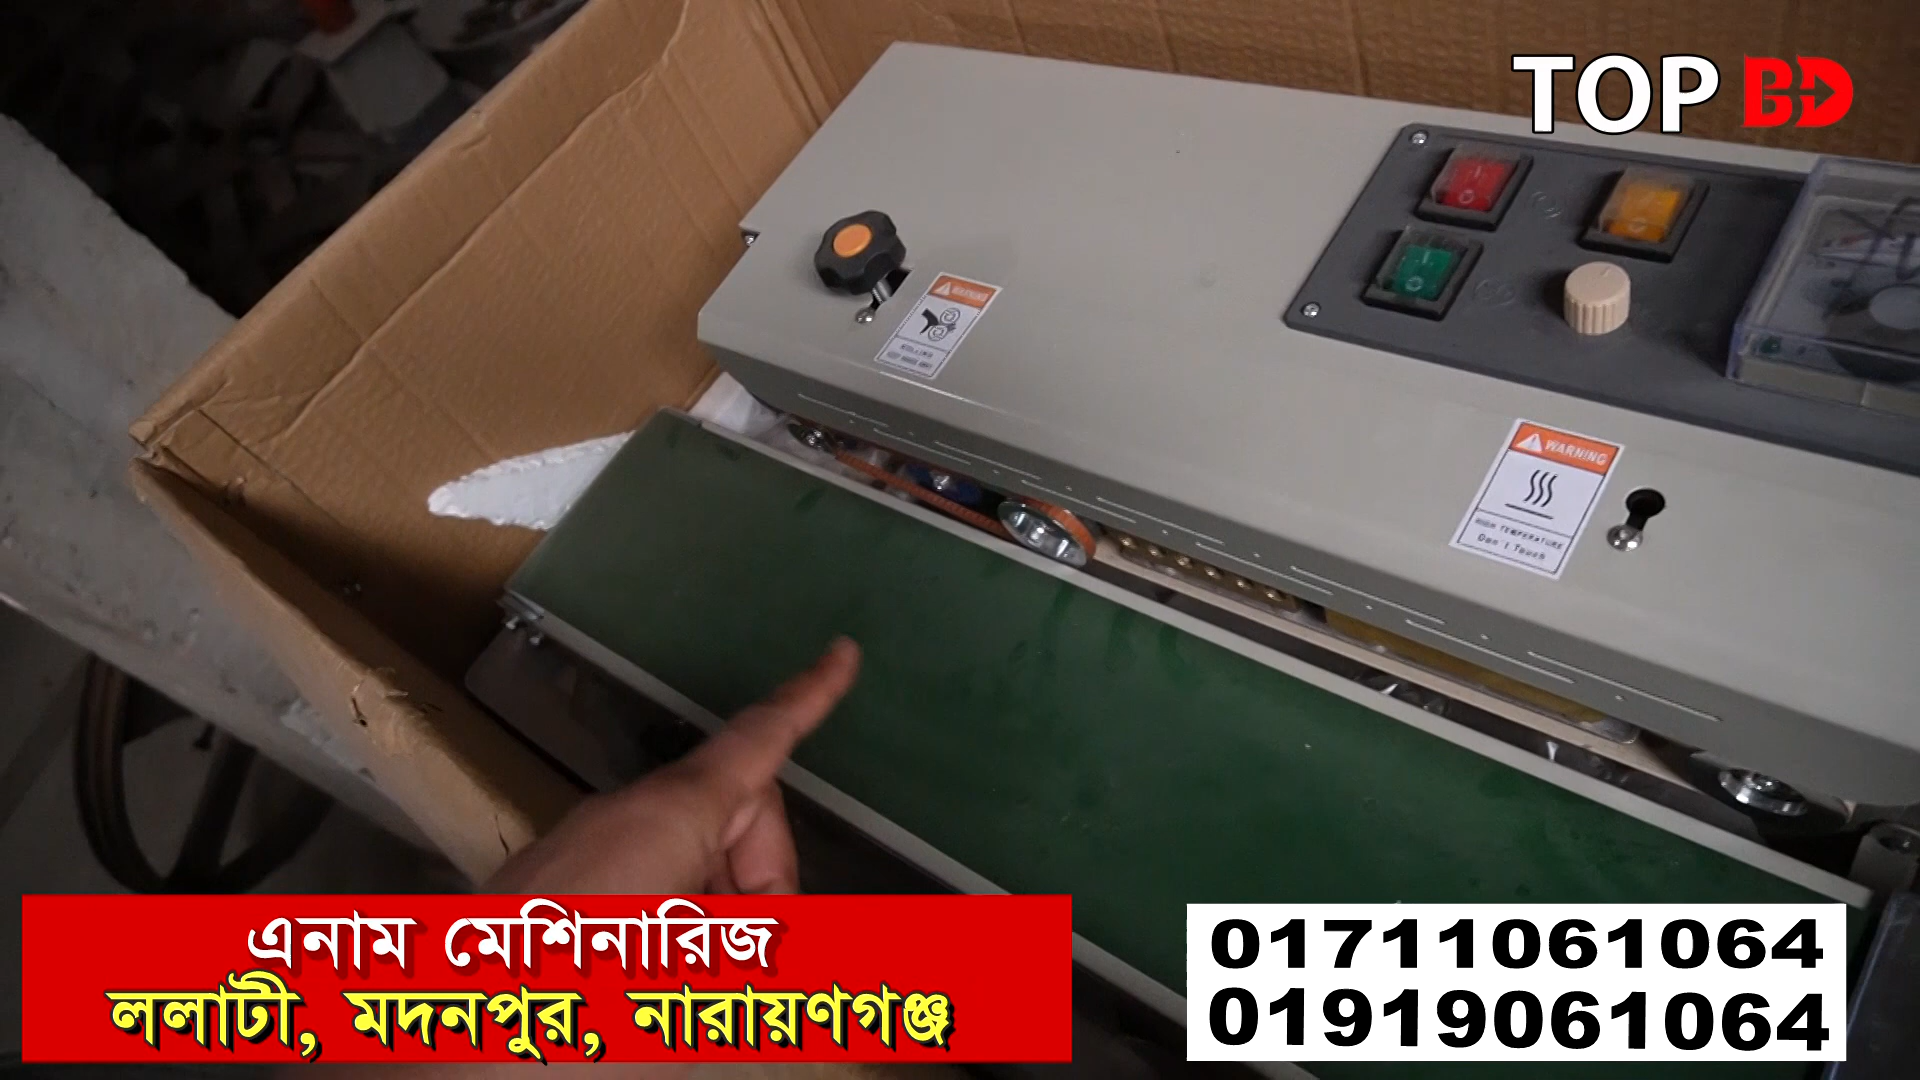 TOP BD
WARNING
WARNING
HIGH TEMPERATURE
Don't Touch
এনাম মেশিনারিজ
ললাটী, মদনপুর, নারায়ণগঞ্জ
01711061064
01919061064